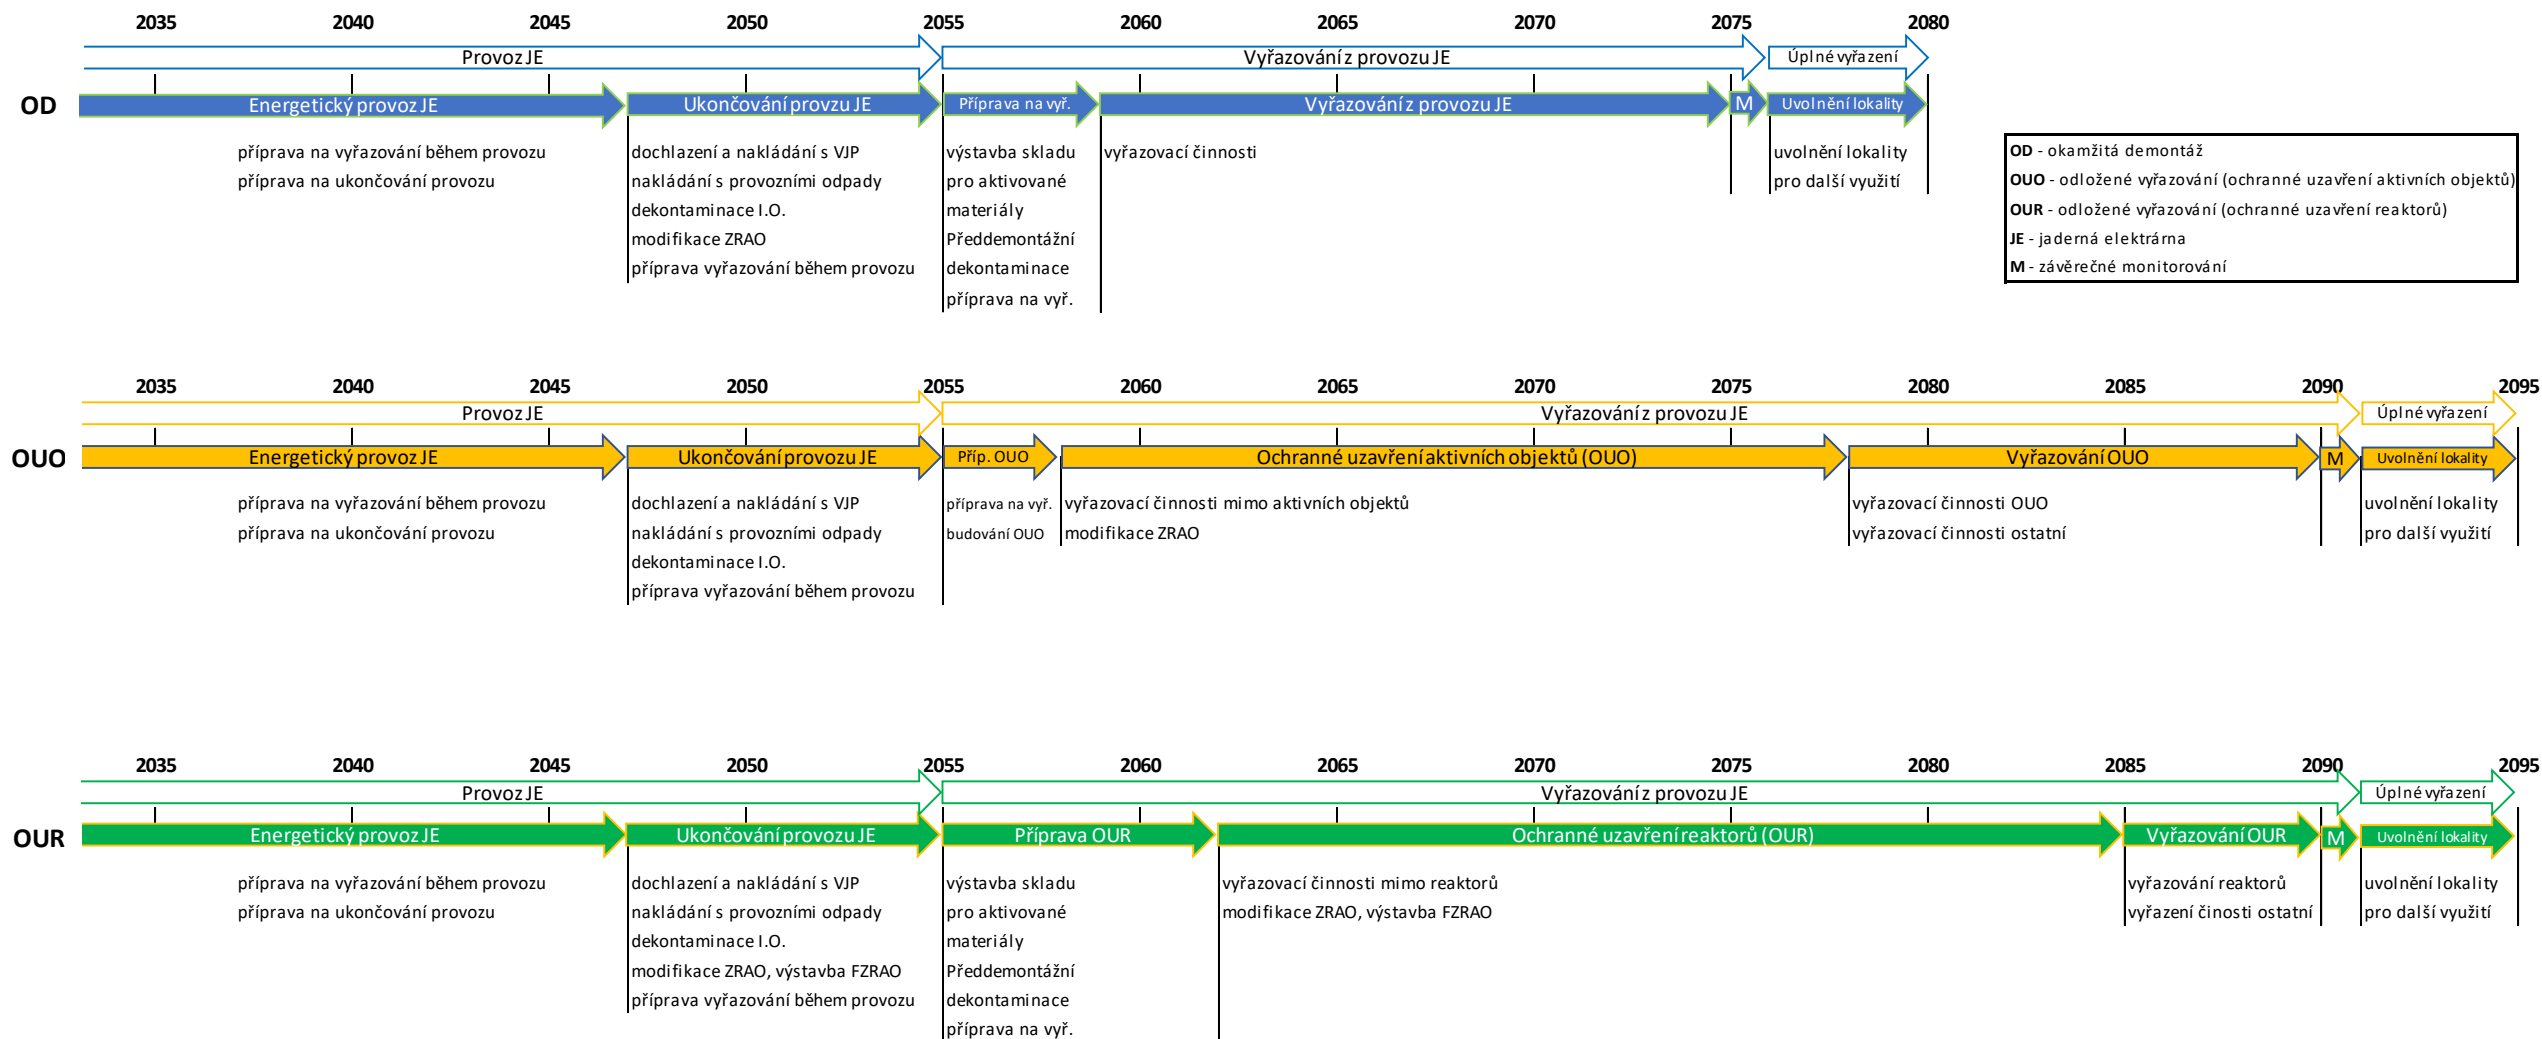 2035 2040 2045 2050 2055 2060 2065 2070 2075 2080
Provoz JE Vyřazování z provozu JE Úplné vyřazení
OD Energetický provoz JE Ukončování provzu JE Příprava na vyř. Vyřazování z provozu JE M Uvolnění lokality
příprava na vyřazování během provozu
příprava na ukončování provozu
dochlazení a nakládání s VJP
nakládání s provozními odpady
dekontaminace I.O.
modifikace ZRAO
příprava vyřazování během provozu
výstavba skladu
pro aktivované
materiály
Předdemontážní
dekontaminace
příprava na vyř.
vyřazovací činnosti
uvolnění lokality
pro další využití
OD - okamžitá demontáž
OUO - odložené vyřazování (ochranné uzavření aktivních objektů)
OUR - odložené vyřazování (ochranné uzavření reaktorů)
JE - jaderná elektrárna
M - závěrečné monitorování
2035 2040 2045 2050 2055 2060 2065 2070 2075 2080 2085 2090 2095
Provoz JE Vyřazování z provozu JE Úplné vyřazení
OUO Energetický provoz JE Ukončování provozu JE Příp. OUO Ochranné uzavření aktivních objektů (OUO) Vyřazování OUO M Uvolnění lokality
příprava na vyřazování během provozu
příprava na ukončování provozu
dochlazení a nakládání s VJP
nakládání s provozními odpady
dekontaminace I.O.
příprava vyřazování během provozu
příprava na vyř.
budování OUO
vyřazovací činnosti mimo aktivních objektů
modifikace ZRAO
vyřazovací činnosti OUO
vyřazovací činnosti ostatní
uvolnění lokality
pro další využití
2035 2040 2045 2050 2055 2060 2065 2070 2075 2080 2085 2090 2095
Provoz JE Vyřazování z provozu JE Úplné vyřazení
OUR Energetický provoz JE Ukončování provozu JE Příprava OUR Ochranné uzavření reaktorů (OUR) Vyřazování OUR M Uvolnění lokality
příprava na vyřazování během provozu
příprava na ukončování provozu
dochlazení a nakládání s VJP
nakládání s provozními odpady
dekontaminace I.O.
modifikace ZRAO, výstavba FZRAO
příprava vyřazování během provozu
výstavba skladu
pro aktivované
materiály
Předdemontážní
dekontaminace
příprava na vyř.
vyřazovací činnosti mimo reaktorů
modifikace ZRAO, výstavba FZRAO
vyřazování reaktorů
vyřazení činosti ostatní
uvolnění lokality
pro další využití